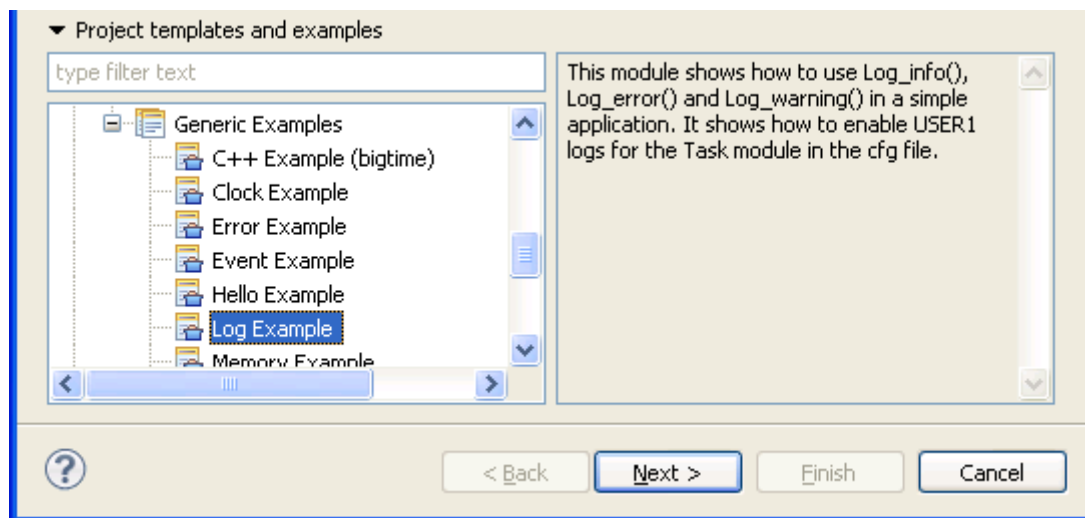 Project templates and examples
type filter text
Generic Examples
C++ Example (bigtime)
Clock Example
Error Example
Event Example
Hello Example
Log Example
Memory Example
This module shows how to use Log_info(),
Log_error() and Log_warning() in a simple
application. It shows how to enable USER1
logs for the Task module in the cfg file.
?
< Back
Next >
Finish
Cancel